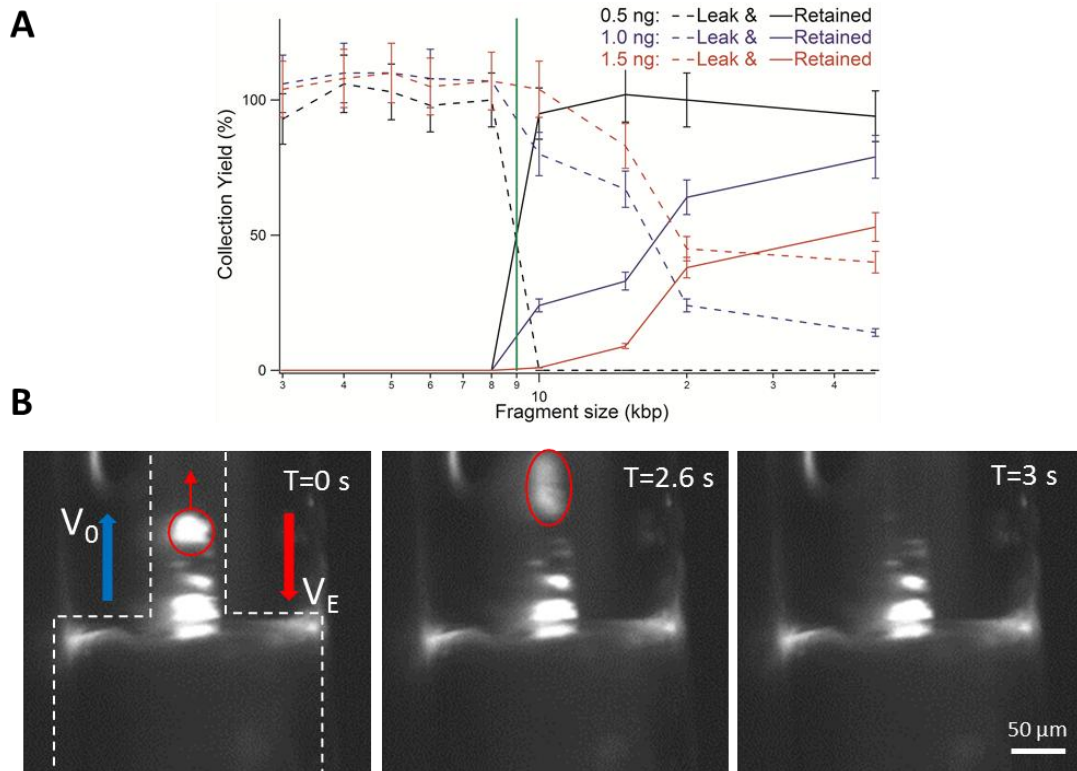 A
0.5 ng: Leak & Retained
1.0 ng: Leak & Retained
1.5 ng: Leak & Retained
Collection Yield (%)
100
50
0
3 4 5 6 7 8 9 10 2 3 4
Fragment size (kbp)
B
T=0 s
V0
VE
T=2.6 s
T=3 s
50 µm